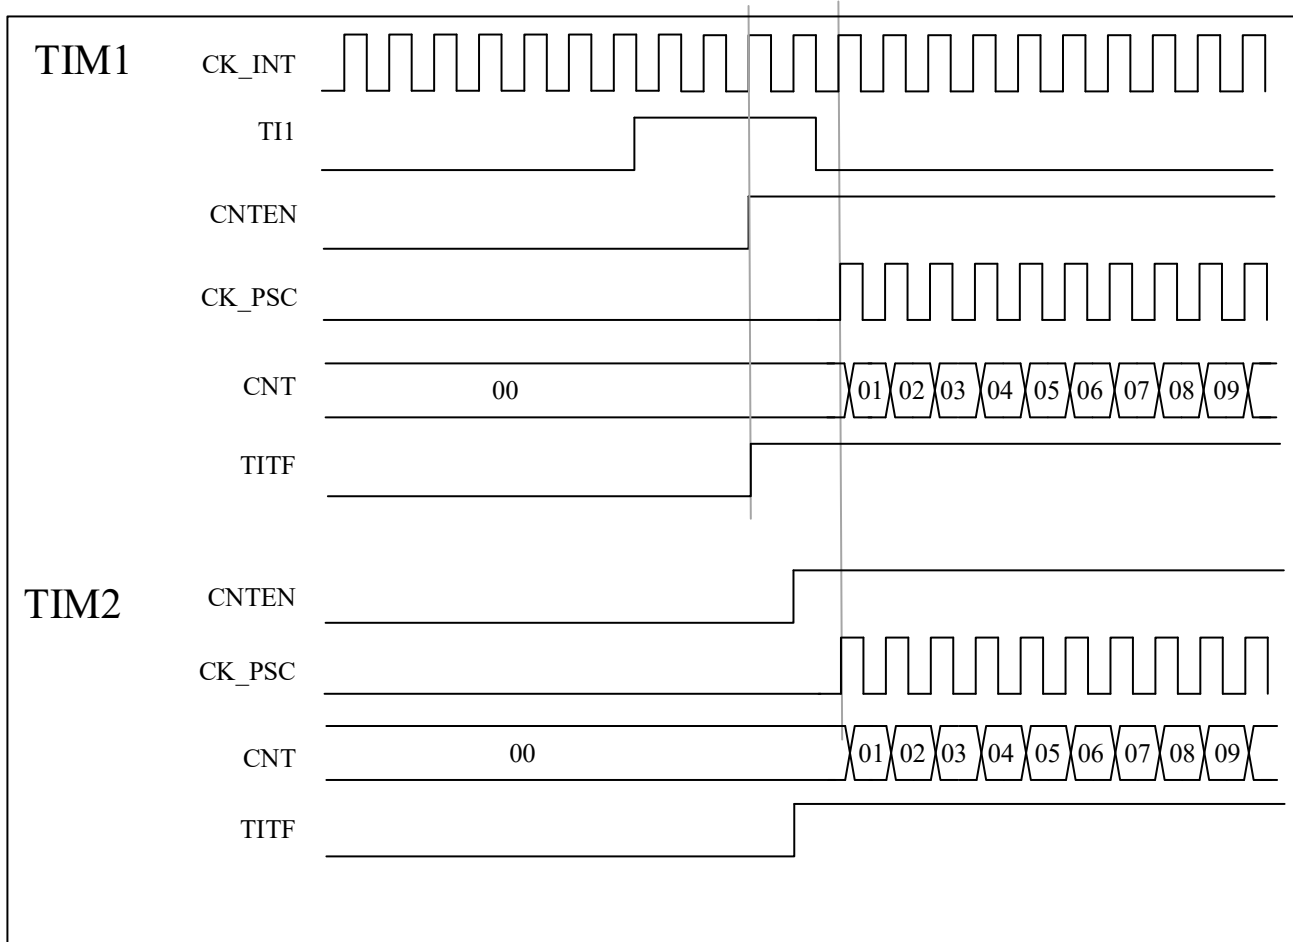 TIM1
CK_INT
TI1
CNTEN
CK_PSC
CNT 00 01 02 03 04 05 06 07 08 09
TITF
TIM2
CNTEN
CK_PSC
CNT 00 01 02 03 04 05 06 07 08 09
TITF